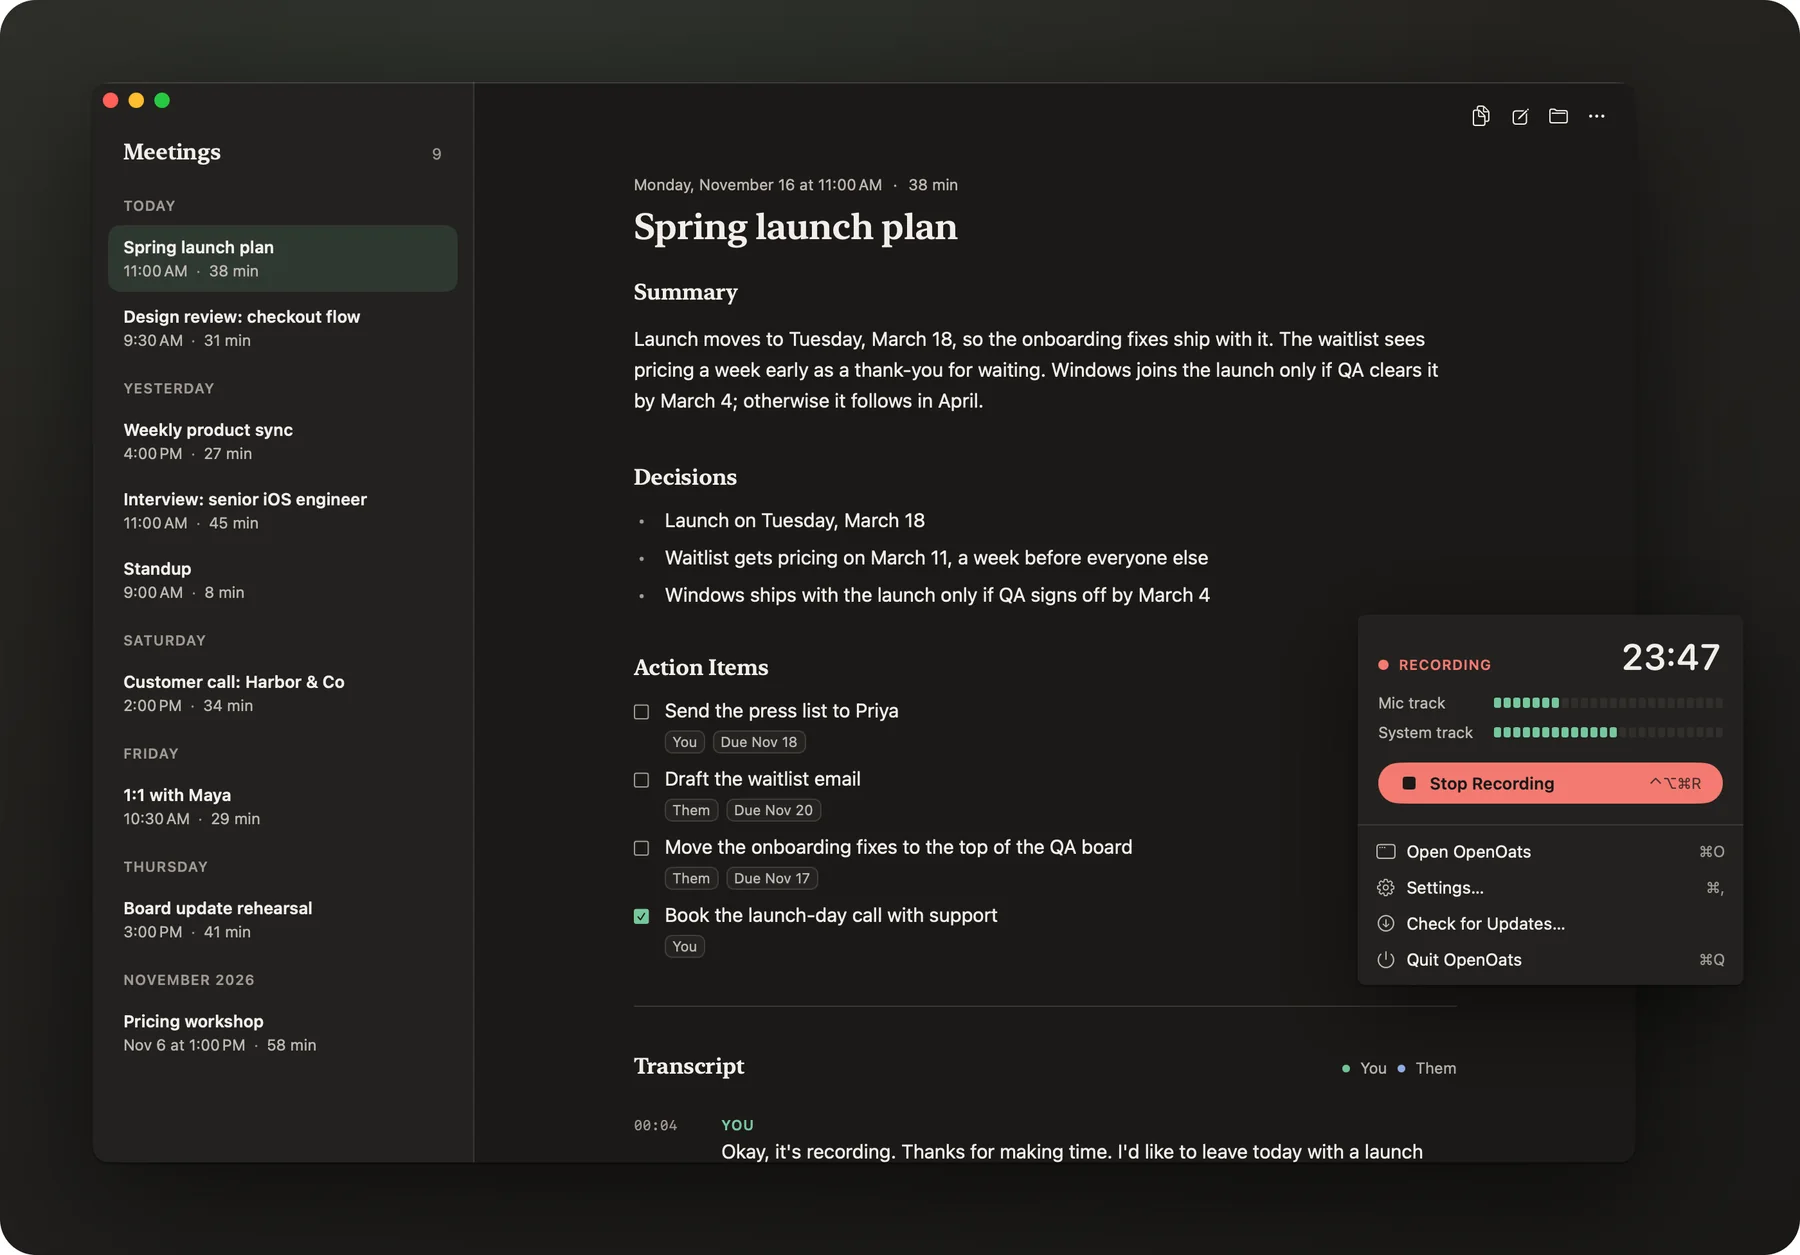 Meetings 9
TODAY
Spring launch plan
11:00 AM · 38 min
Design review: checkout flow
9:30 AM · 31 min
YESTERDAY
Weekly product sync
4:00 PM · 27 min
Interview: senior iOS engineer
11:00 AM · 45 min
Standup
9:00 AM · 8 min
SATURDAY
Customer call: Harbor & Co
2:00 PM · 34 min
FRIDAY
1:1 with Maya
10:30 AM · 29 min
THURSDAY
Board update rehearsal
3:00 PM · 41 min
NOVEMBER 2026
Pricing workshop
Nov 6 at 1:00 PM · 58 min
Monday, November 16 at 11:00 AM · 38 min
Spring launch plan
Summary
Launch moves to Tuesday, March 18, so the onboarding fixes ship with it. The waitlist sees
pricing a week early as a thank-you for waiting. Windows joins the launch only if QA clears it
by March 4; otherwise it follows in April.
Decisions
• Launch on Tuesday, March 18
• Waitlist gets pricing on March 11, a week before everyone else
• Windows ships with the launch only if QA signs off by March 4
Action Items
Send the press list to Priya
You Due Nov 18
Draft the waitlist email
Them Due Nov 20
Move the onboarding fixes to the top of the QA board
Them Due Nov 17
Book the launch-day call with support
You
Transcript You Them
00:04 YOU
Okay, it's recording. Thanks for making time. I'd like to leave today with a launch
RECORDING 23:47
Mic track
System track
Stop Recording ⌃⌥⌘R
Open OpenOats ⌘O
Settings... ⌘,
Check for Updates...
Quit OpenOats ⌘Q